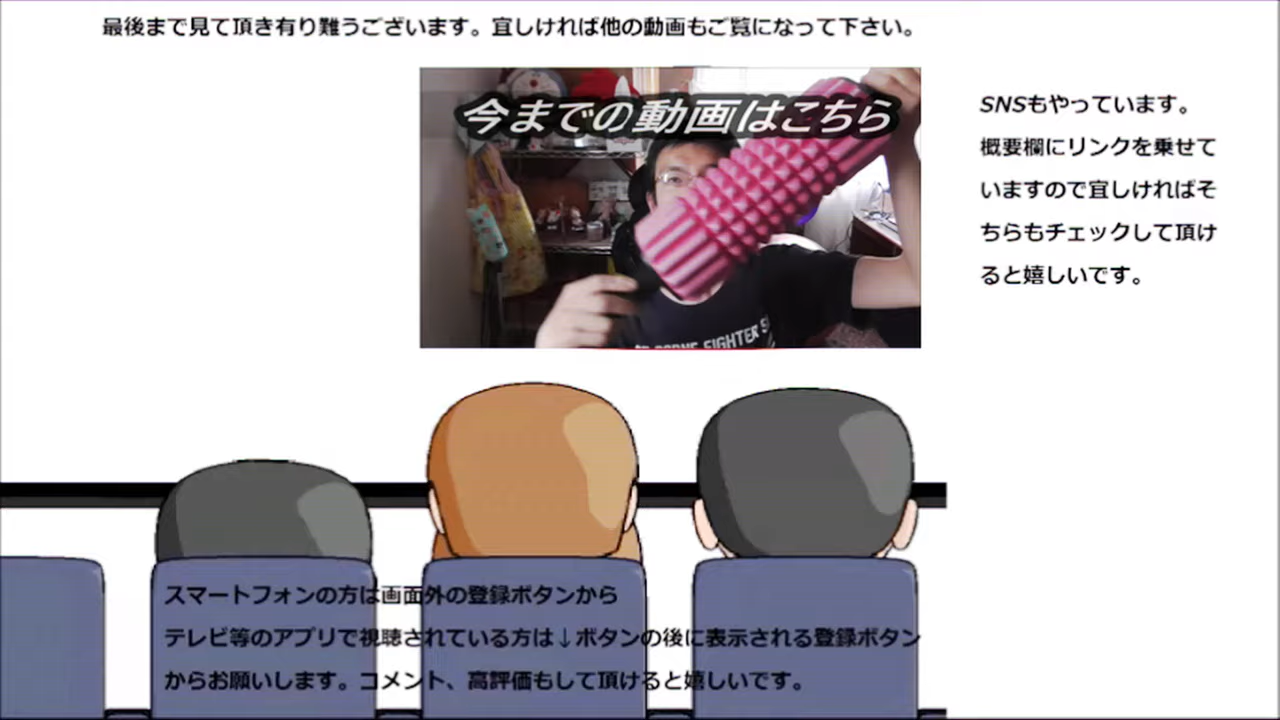 最後まで見て頂き有り難うございます。宜しければ他の動画もご覧になって下さい。
今までの動画はこちら
SNSもやっています。
概要欄にリンクを乗せて
いますので宜しければそ
ちらもチェックして頂け
ると嬉しいです。
FIGHTER
スマートフォンの方は画面外の登録ボタンから
テレビ等のアプリで視聴されている方は↓ボタンの後に表示される登録ボタン
からお願いします。コメント、高評価もして頂けると嬉しいです。